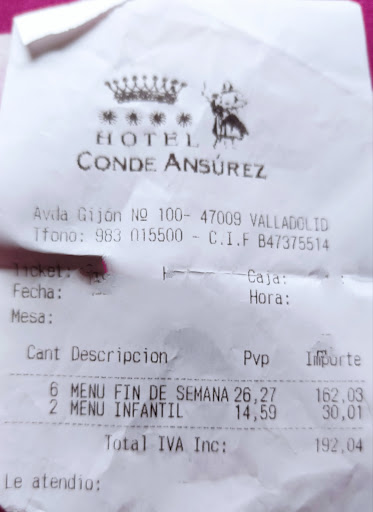 HOTEL
CONDE ANSÚREZ
Avda Gijón Nº 100- 47009 VALLADOLID
Tfono: 983 015500 - C.I.F B47375514
Ticket: Caja: :
Fecha: Hora:
Mesa:
Cant Descripcion Pvp Importe
6 MENU FIN DE SEMANA 26,27 162,03
2 MENU INFANTIL 14,59 30,01
Total IVA Inc: 192,04
Le atendio: